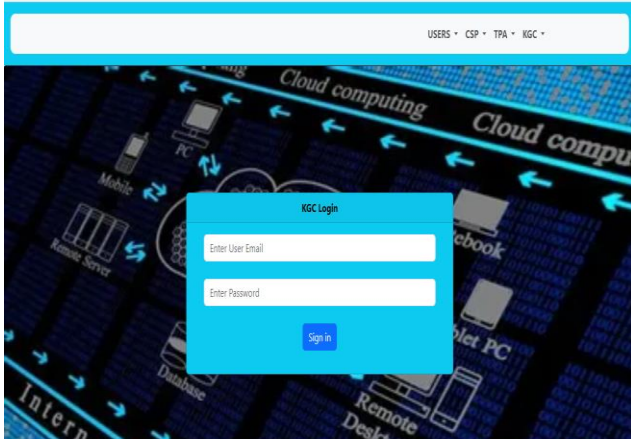 USERS CSP TPA KGC
Cloud computing
Cloud compu
PC
Mobile
Remote Server
KGC Login
Enter User Email
ebook
Enter Password
Sign in
blet PC
Database
Remote
Intern